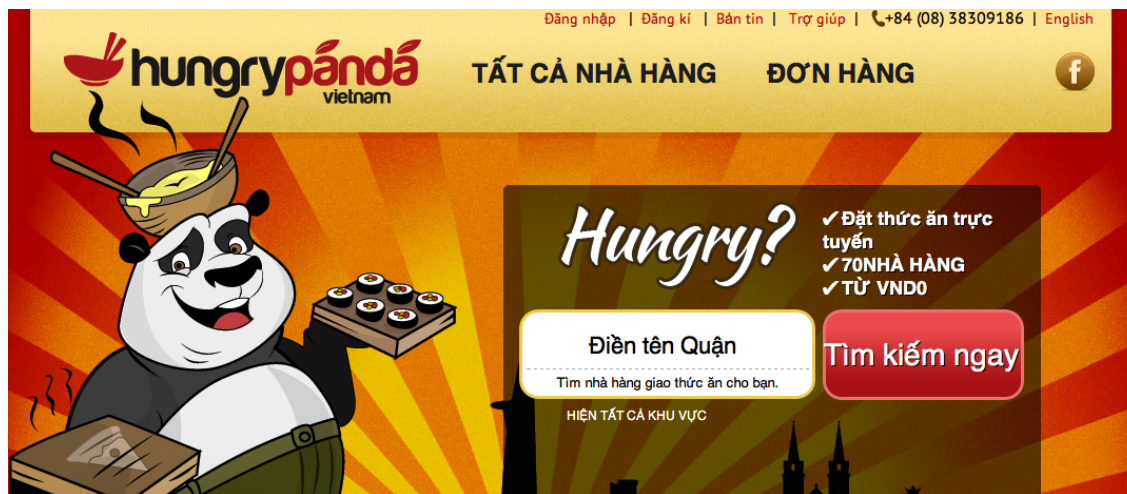 Đăng nhập | Đăng kí | Bản tin | Trợ giúp | +84 (08) 38309186 | English
hungrypanda
vietnam
TẤT CẢ NHÀ HÀNG ĐƠN HÀNG
f
Hungry?
✔Đặt thức ăn trực
tuyến
✔70NHÀ HÀNG
✔TỪ VND0
Điền tên Quận
Tìm nhà hàng giao thức ăn cho bạn.
Tìm kiếm ngay
HIỆN TẤT CẢ KHU VỰC